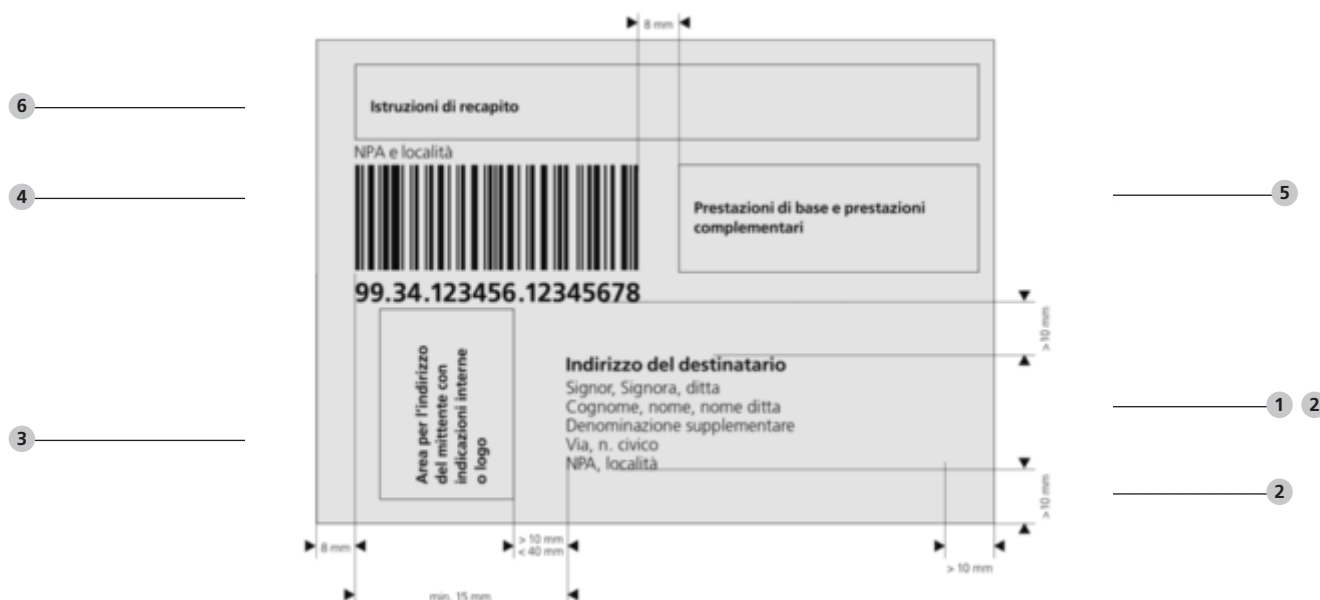 8 mm
6
Istruzioni di recapito
NPA e località
4
5
Prestazioni di base e prestazioni
complementari
99.34.123456.12345678
>10 mm
Area per l'indirizzo
del mittente con
indicazioni interne
o logo
Indirizzo del destinatario
Signor, Signora, ditta
Cognome, nome, nome ditta
Denominazione supplementare
Via, n. civico
NPA, località
1 2
3
>10 mm
2
8 mm
> 10 mm
< 40 mm
> 10 mm
min. 15 mm